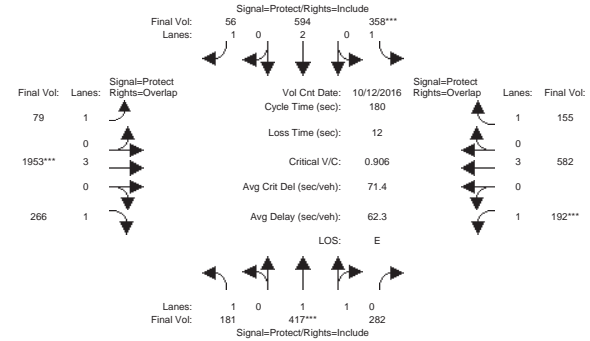 Signal=Protect/Rights=Include
Final Vol: 56 594 358***
Lanes: 1 0 2 0 1
Signal=Protect Signal=Protect
Final Vol: Lanes: Rights=Overlap Vol Cnt Date: 10/12/2016 Rights=Overlap Lanes: Final Vol:
Cycle Time (sec): 180
79 1 1 155
Loss Time (sec): 12
0 0
1953*** 3 Critical V/C: 0.906 3 582
0 Avg Crit Del (sec/veh): 71.4 0
266 1 Avg Delay (sec/veh): 62.3 1 192***
LOS: E
Lanes: 1 0 1 1 0
Final Vol: 181 417*** 282
Signal=Protect/Rights=Include